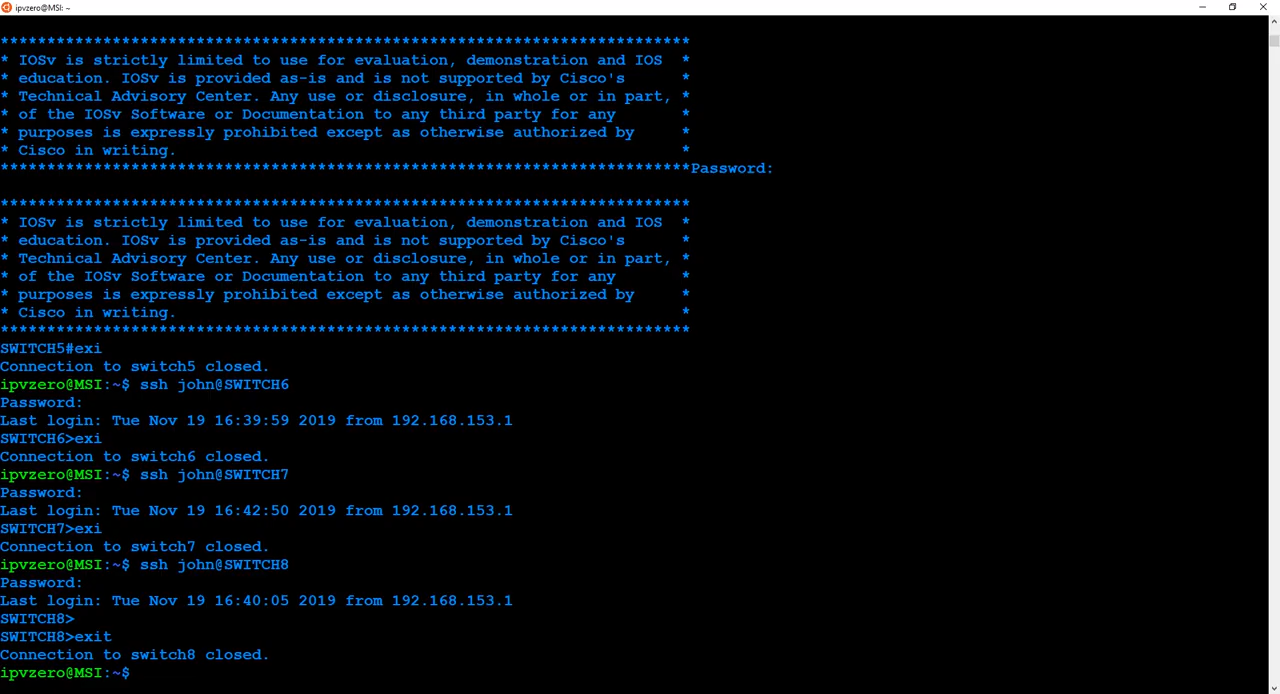 ipvzero@MSI: ~
**************************************************************************
* IOSv is strictly limited to use for evaluation, demonstration and IOS  *
* education. IOSv is provided as-is and is not supported by Cisco's      *
* Technical Advisory Center. Any use or disclosure, in whole or in part, *
* of the IOSv Software or Documentation to any third party for any       *
* purposes is expressly prohibited except as otherwise authorized by     *
* Cisco in writing.                                                      *
**************************************************************************Password:
**************************************************************************
* IOSv is strictly limited to use for evaluation, demonstration and IOS  *
* education. IOSv is provided as-is and is not supported by Cisco's      *
* Technical Advisory Center. Any use or disclosure, in whole or in part, *
* of the IOSv Software or Documentation to any third party for any       *
* purposes is expressly prohibited except as otherwise authorized by     *
* Cisco in writing.                                                      *
**************************************************************************
SWITCH5#exi
Connection to switch5 closed.
ipvzero@MSI:~$ ssh john@SWITCH6
Password:
Last login: Tue Nov 19 16:39:59 2019 from 192.168.153.1
SWITCH6>exi
Connection to switch6 closed.
ipvzero@MSI:~$ ssh john@SWITCH7
Password:
Last login: Tue Nov 19 16:42:50 2019 from 192.168.153.1
SWITCH7>exi
Connection to switch7 closed.
ipvzero@MSI:~$ ssh john@SWITCH8
Password:
Last login: Tue Nov 19 16:40:05 2019 from 192.168.153.1
SWITCH8>
SWITCH8>exit
Connection to switch8 closed.
ipvzero@MSI:~$